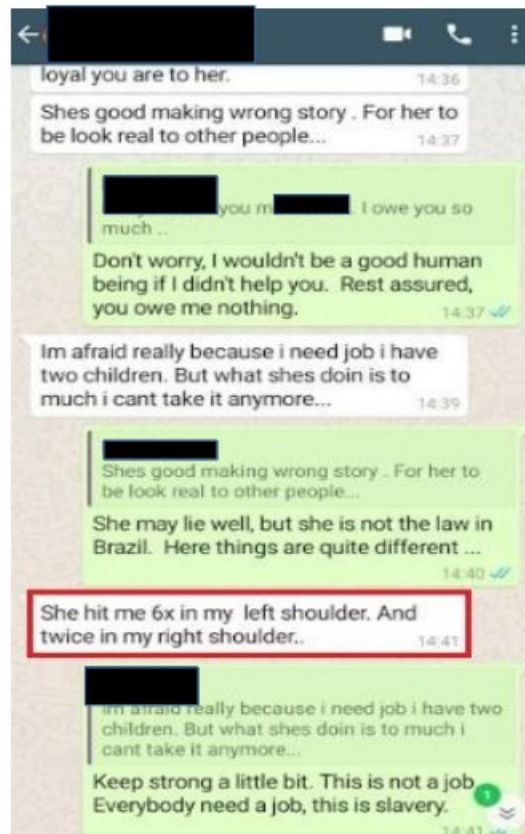 loyal you are to her.
14:36
Shes good making wrong story . For her to
be look real to other people...
14:37
you m I owe you so
much ..
Don't worry, I wouldn't be a good human
being if I didn't help you. Rest assured,
you owe me nothing.
14:37
Im afraid really because i need job i have
two children. But what shes doin is to
much i cant take it anymore...
14:39
Shes good making wrong story . For her to
be look real to other people...
She may lie well, but she is not the law in
Brazil. Here things are quite different ...
14:40
She hit me 6x in my left shoulder. And
twice in my right shoulder..
14:41
Im afraid really because i need job i have two
children. But what shes doin is to much i
cant take it anymore...
Keep strong a little bit. This is not a job.
Everybody need a job, this is slavery.
1
14:41